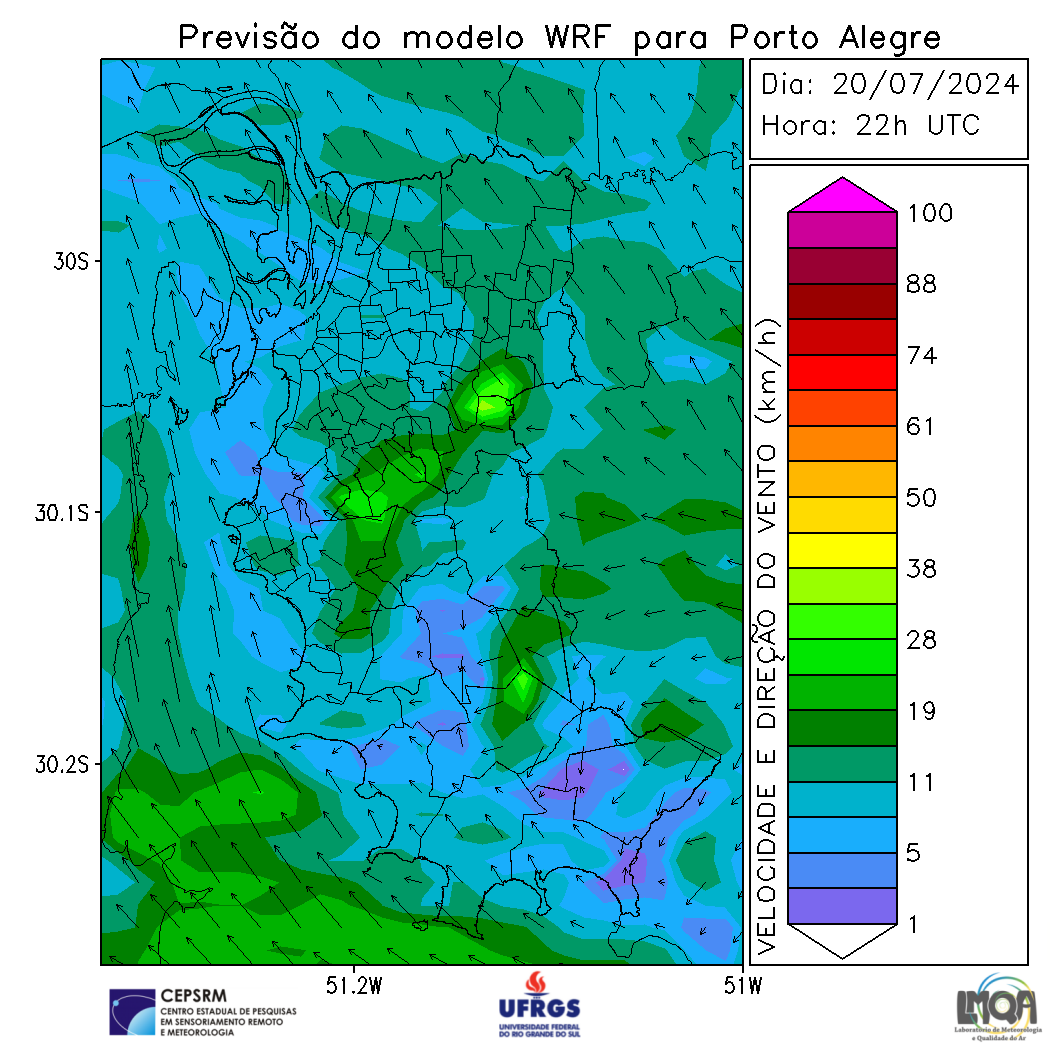 Previsão do modelo WRF para Porto Alegre
Dia: 20/07/2024
Hora: 22h UTC
30S
30.1S
30.2S
51.2W
51W
VELOCIDADE E DIREÇÃO DO VENTO (km/h)
100
88
74
61
50
38
28
19
11
5
1
CEPSRM
CENTRO ESTADUAL DE PESQUISAS
EM SENSORIAMENTO REMOTO
E METEOROLOGIA
UFRGS
UNIVERSIDADE FEDERAL
DO RIO GRANDE DO SUL
LMQA
Laboratório de Meteorologia
e Qualidade do Ar